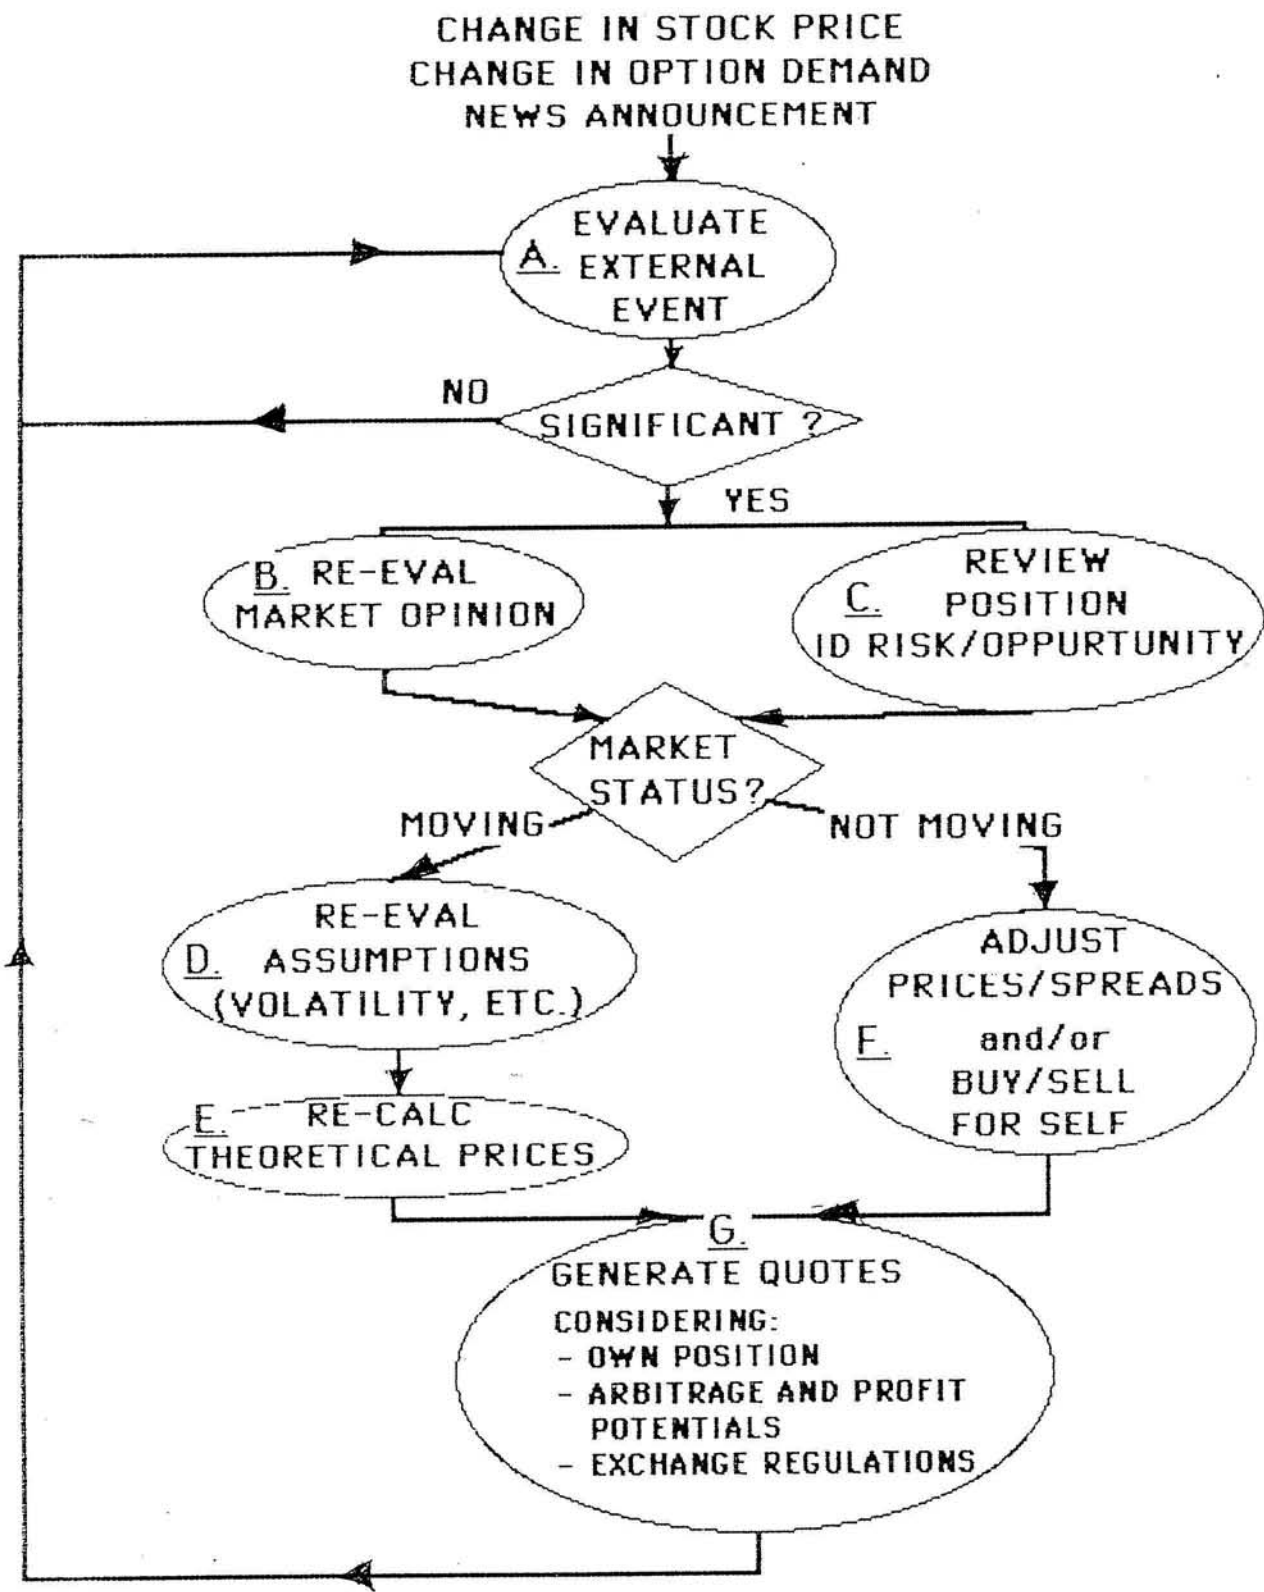 CHANGE IN STOCK PRICE
CHANGE IN OPTION DEMAND
NEWS ANNOUNCEMENT
EVALUATE
A. EXTERNAL
EVENT
NO
SIGNIFICANT ?
YES
B. RE-EVAL
MARKET OPINION
REVIEW
C. POSITION
ID RISK/OPPURTUNITY
MARKET
STATUS?
MOVING
NOT MOVING
RE-EVAL
D. ASSUMPTIONS
(VOLATILITY, ETC.)
E. RE-CALC
THEORETICAL PRICES
ADJUST
PRICES/SPREADS
F. and/or
BUY/SELL
FOR SELF
G.
GENERATE QUOTES
CONSIDERING:
- OWN POSITION
- ARBITRAGE AND PROFIT
POTENTIALS
- EXCHANGE REGULATIONS